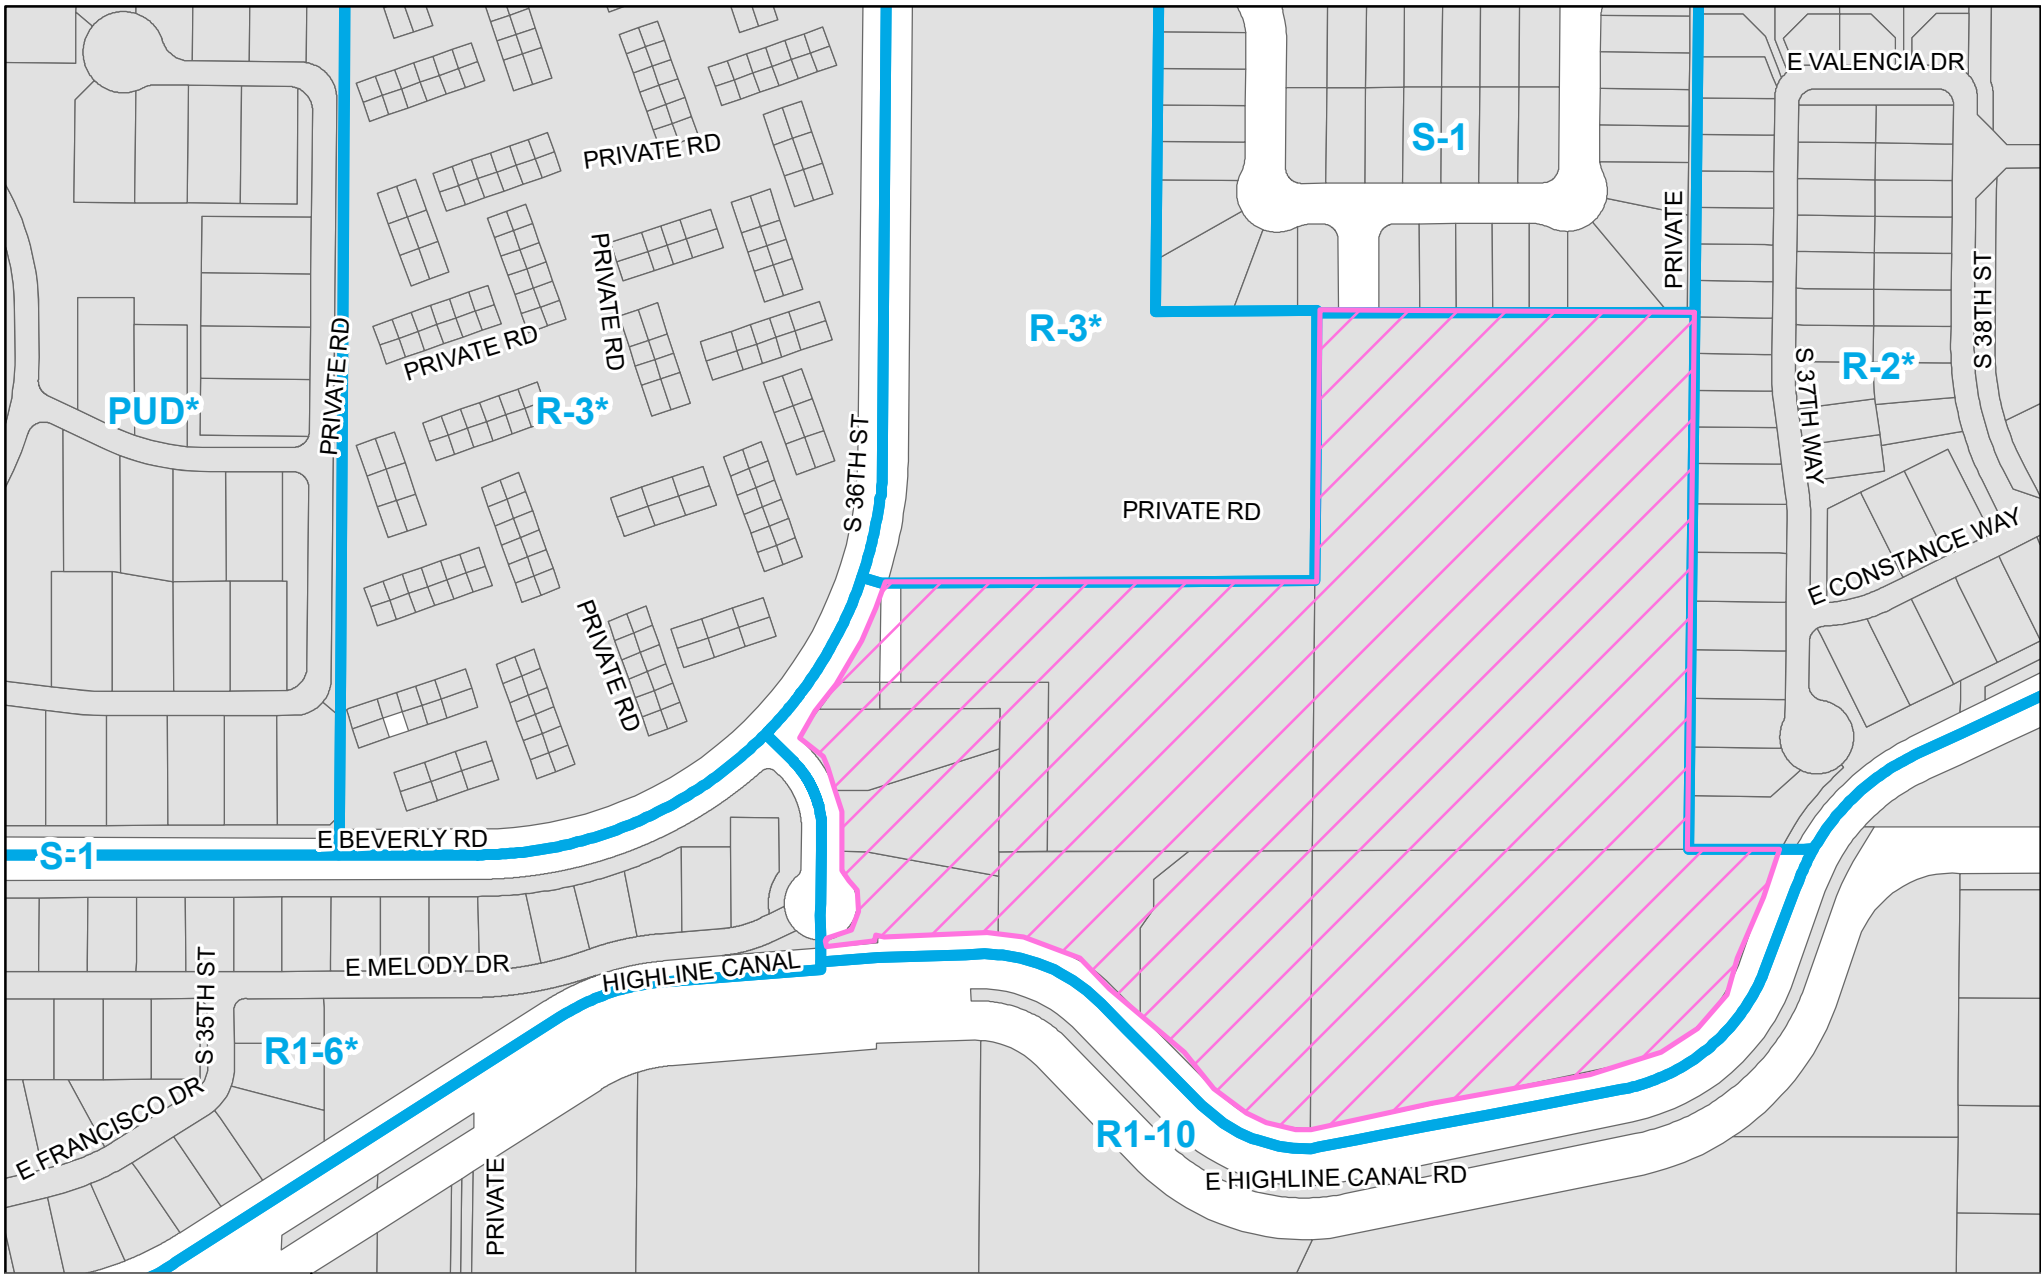 E VALENCIA DR
S-1
PRIVATE RD
PRIVATE
PRIVATE RD
S 38TH ST
R-3*
PRIVATE RD
PRIVATE RD
R-2*
S 37TH WAY
PUD*
R-3*
S 36TH ST
PRIVATE RD
E CONSTANCE WAY
PRIVATE RD
E BEVERLY RD
S-1
E MELODY DR
HIGHLINE CANAL
S 35TH ST
R1-6*
E FRANCISCO DR
R1-10
PRIVATE
E HIGHLINE CANAL RD